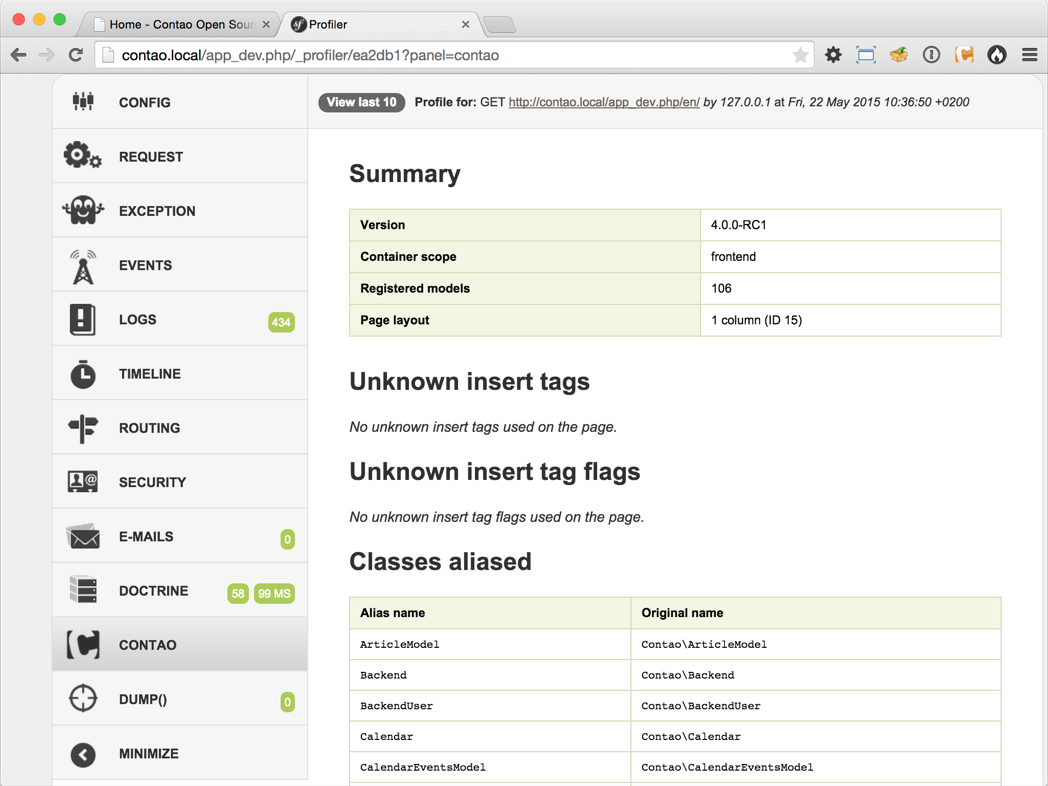 Home - Contao Open Sour
Profiler
contao.local/app_dev.php/_profiler/ea2db1?panel=contao
CONFIG
REQUEST
EXCEPTION
EVENTS
LOGS 434
TIMELINE
ROUTING
SECURITY
E-MAILS 0
DOCTRINE 58 99 MS
CONTAO
DUMP() 0
MINIMIZE
View last 10 Profile for: GET http://contao.local/app_dev.php/en/ by 127.0.0.1 at Fri, 22 May 2015 10:36:50 +0200
Summary
Version 4.0.0-RC1
Container scope frontend
Registered models 106
Page layout 1 column (ID 15)
Unknown insert tags
No unknown insert tags used on the page.
Unknown insert tag flags
No unknown insert tag flags used on the page.
Classes aliased
Alias name Original name
ArticleModel Contao\ArticleModel
Backend Contao\Backend
BackendUser Contao\BackendUser
Calendar Contao\Calendar
CalendarEventsModel Contao\CalendarEventsModel